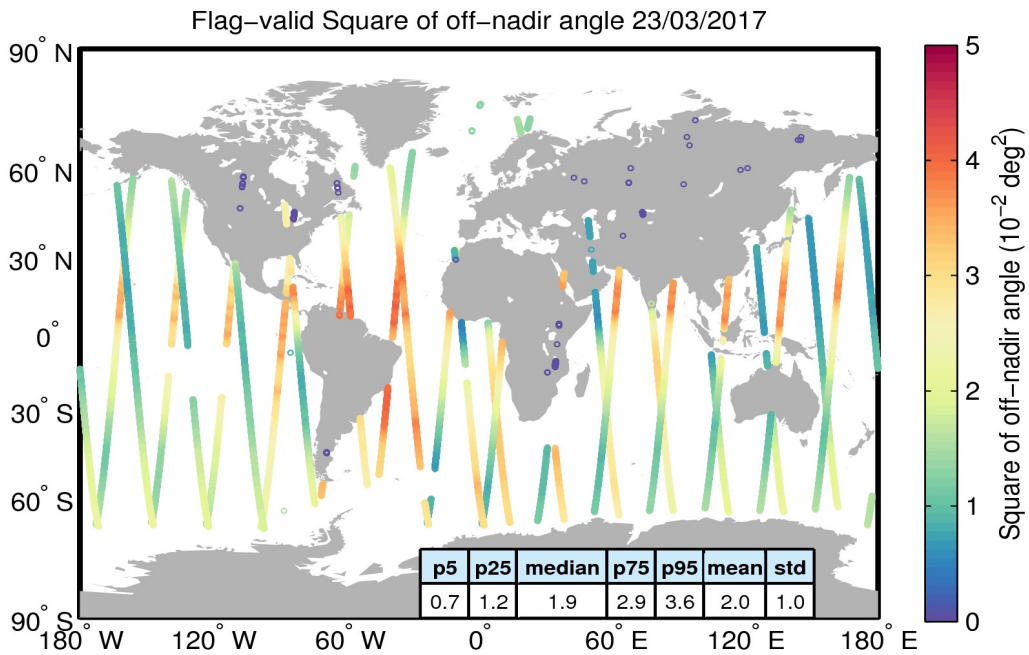 Flag−valid Square of off−nadir angle 23/03/2017
90° N
60° N
30° N
0°
30° S
60° S
90° S
180° W
120° W
60° W
0°
60° E
120° E
180° E
p5 p25 median p75 p95 mean std
0.7 1.2 1.9 2.9 3.6 2.0 1.0
5
4
3
2
1
0
Square of off−nadir angle (10⁻² deg²)